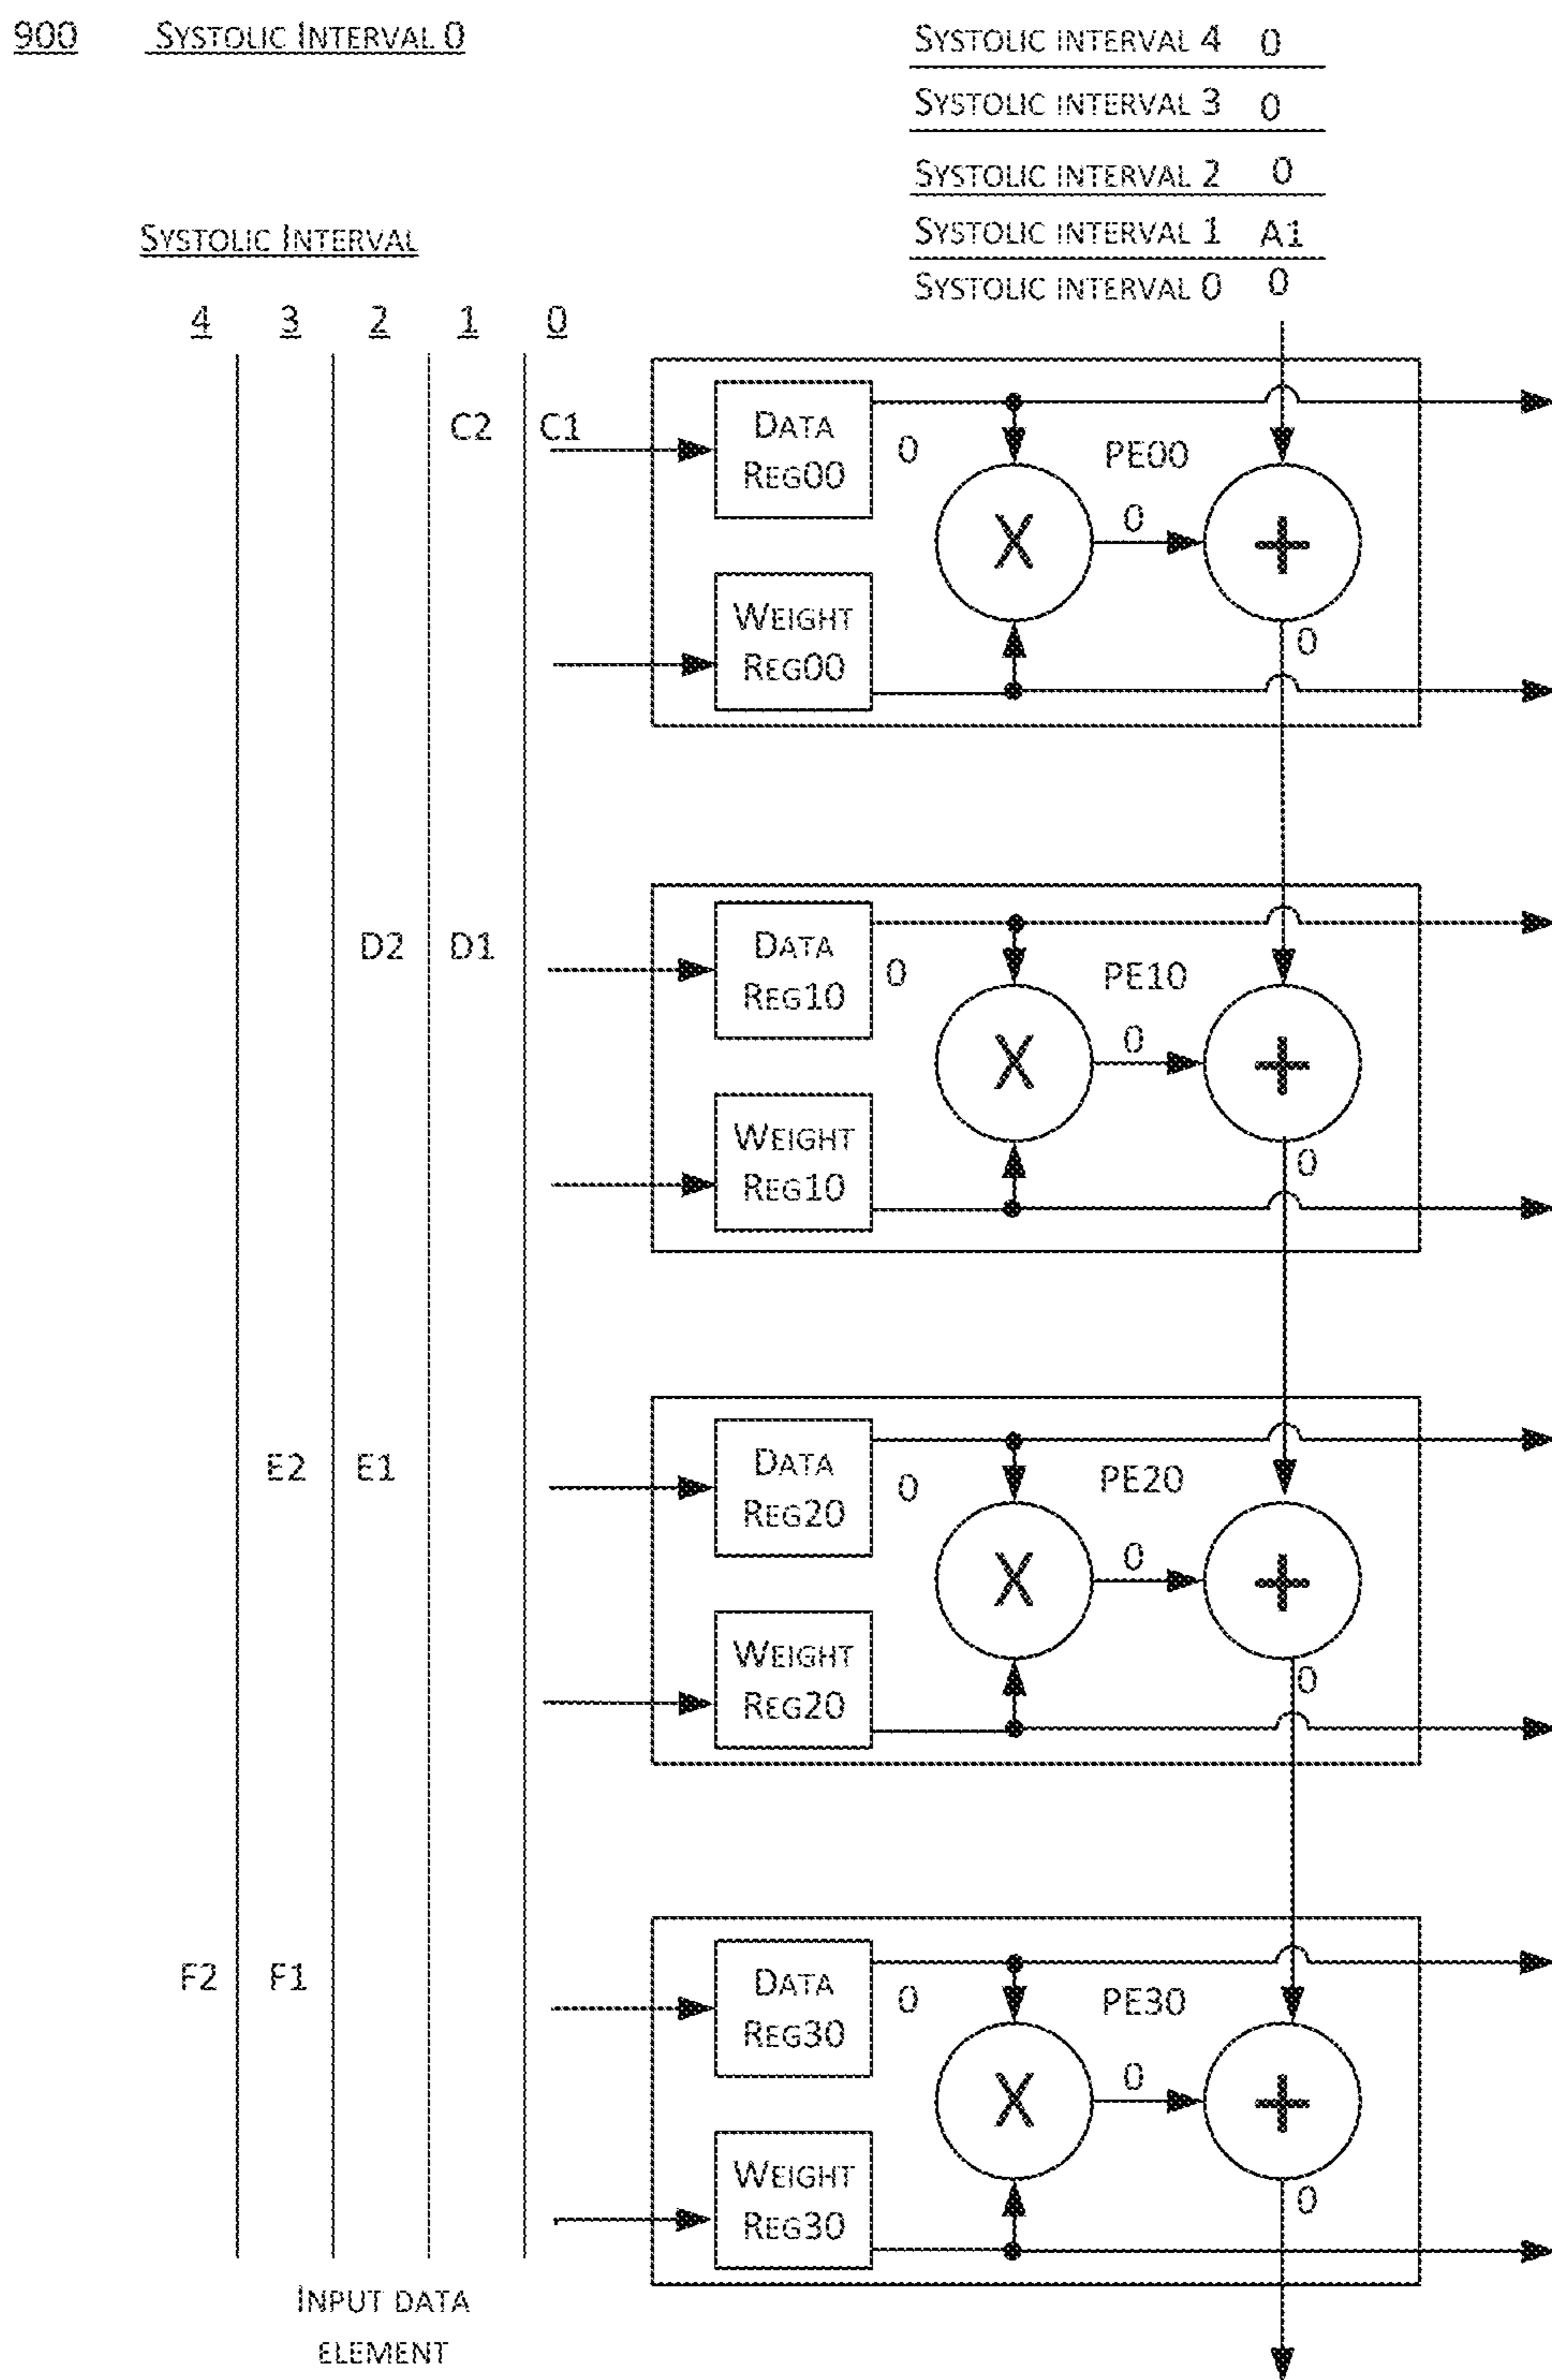 900 SYSTOLIC INTERVAL 0
SYSTOLIC INTERVAL 4 0
SYSTOLIC INTERVAL 3 0
SYSTOLIC INTERVAL 2 0
SYSTOLIC INTERVAL 1 A1
SYSTOLIC INTERVAL 0 0
SYSTOLIC INTERVAL
4 3 2 1 0
C2 C1
DATA
REG00
0
PE00
X
0
+
WEIGHT
REG00
0
D2 D1
DATA
REG10
0
PE10
X
0
+
WEIGHT
REG10
0
E2 E1
DATA
REG20
0
PE20
X
0
+
WEIGHT
REG20
0
F2 F1
DATA
REG30
0
PE30
X
0
+
WEIGHT
REG30
0
INPUT DATA
ELEMENT